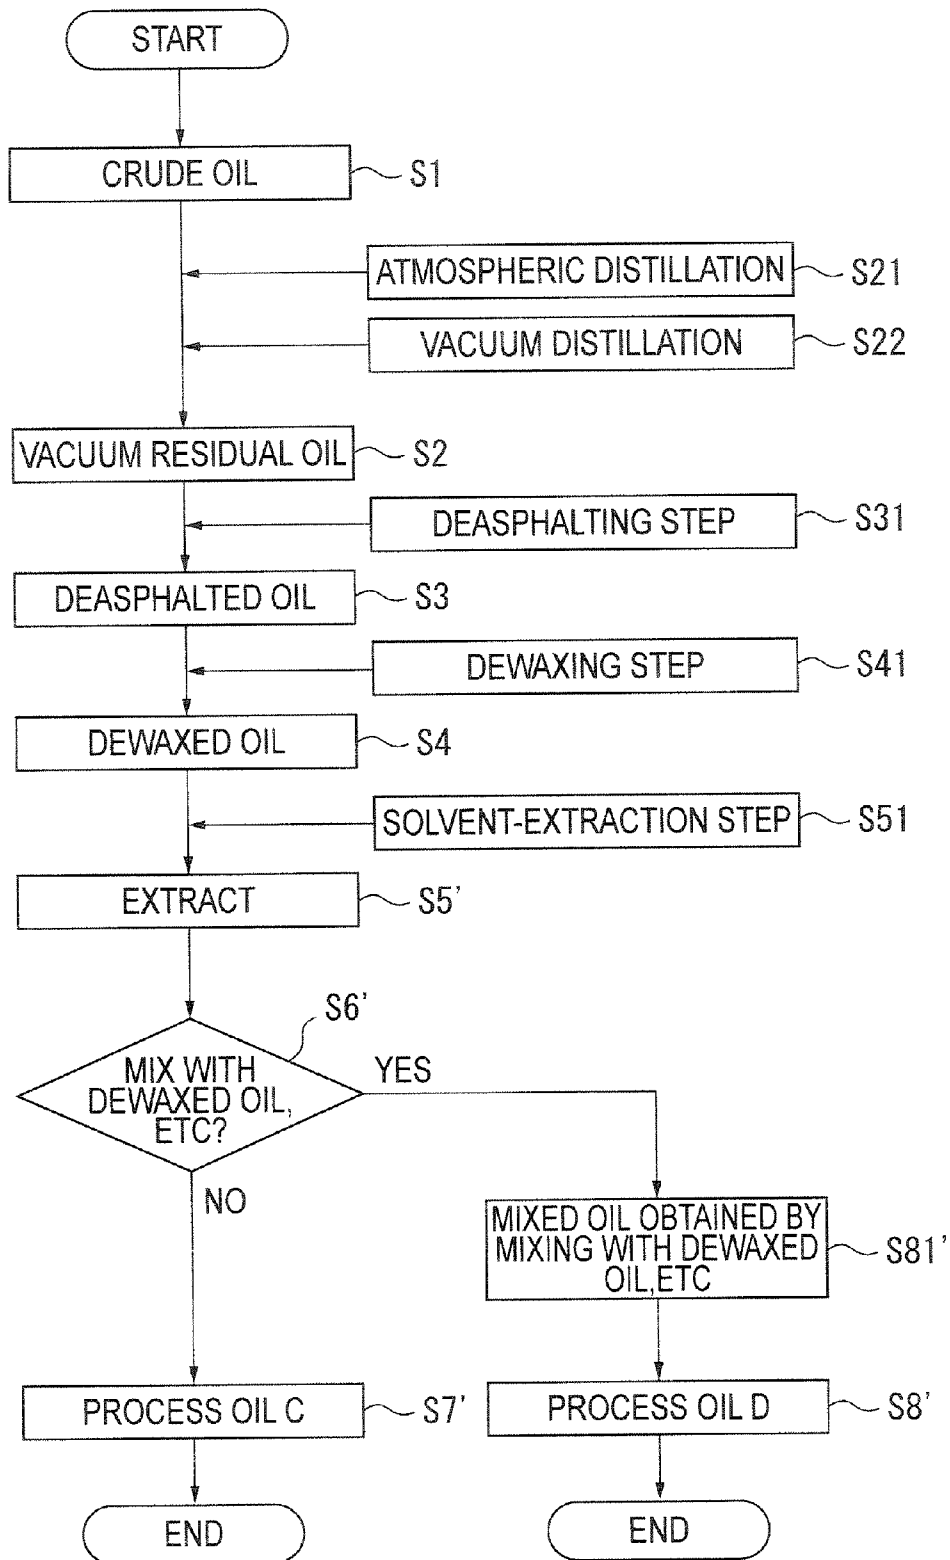 START
CRUDE OIL
S1
ATMOSPHERIC DISTILLATION
S21
VACUUM DISTILLATION
S22
VACUUM RESIDUAL OIL
S2
DEASPHALTING STEP
S31
DEASPHALTED OIL
S3
DEWAXING STEP
S41
DEWAXED OIL
S4
SOLVENT-EXTRACTION STEP
S51
EXTRACT
S5'
S6'
MIX WITH
DEWAXED OIL,
ETC?
YES
NO
MIXED OIL OBTAINED BY
MIXING WITH DEWAXED
OIL,ETC
S81'
PROCESS OIL C
S7'
PROCESS OIL D
S8'
END
END